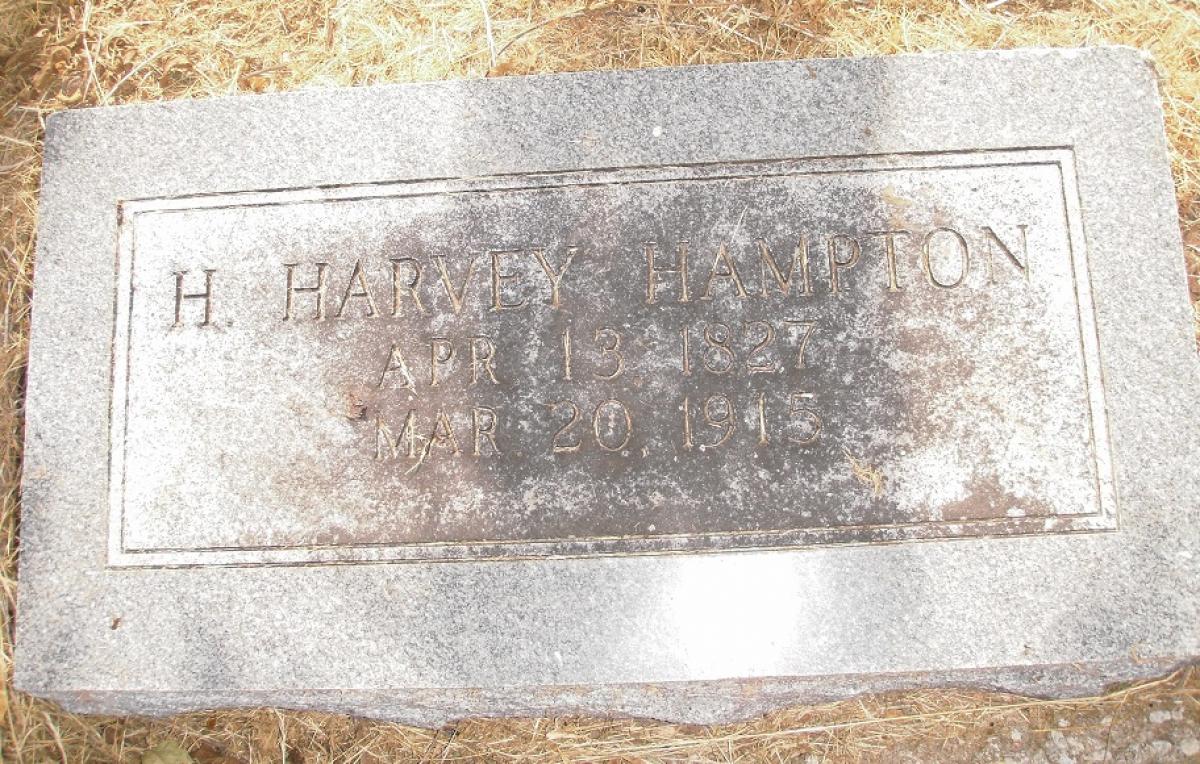 H. HARVEY HAMPTON
APR 13 1827
MAR. 20, 1915